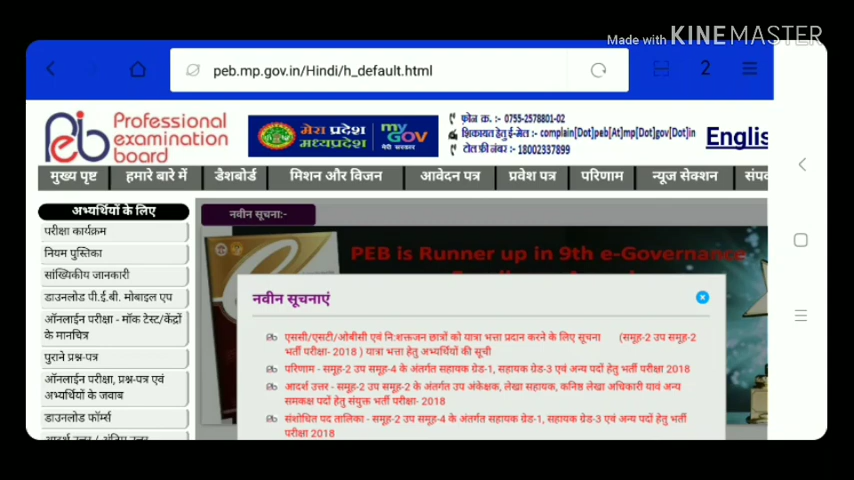 Made with KINEMASTER
peb.mp.gov.in/Hindi/h_default.html
2
Professional
examination
board
peb
मेरा प्रदेश
मध्यप्रदेश
my
GOV
मेरी सरकार
फ़ोन क. :- 0755-2578801-02
शिकायत हेतु ई-मेल :- complain[Dot]peb[At]mp[Dot]gov[Dot]in
टोल फ्री नंबर :- 18002337899
Englis
मुख्य पृष्ट
हमारे बारे में
डैशबोर्ड
मिशन और विजन
आवेदन पत्र
प्रवेश पत्र
परिणाम
न्यूज सेक्शन
अभ्यर्थियों के लिए
परीक्षा कार्यक्रम
नियम पुस्तिका
सांख्यिकीय जानकारी
डाउनलोड पी.ई.बी. मोबाइल एप
ऑनलाईन परीक्षा - मॉक टेस्ट/केंद्रों
के मानचित्र
पुराने प्रश्न-पत्र
ऑनलाईन परीक्षा, प्रश्न-पत्र एवं
अभ्यर्थियों के जवाब
डाउनलोड फॉर्म्स
नवीन सूचना:-
PEB is Runner up in 9th e-Governance
नवीन सूचनाएं
एससी/एसटी/ओबीसी एवं नि:शक्तजन छात्रों को यात्रा भत्ता प्रदान करने के लिए सूचना (समूह-2 उप समूह-2
भर्ती परीक्षा- 2018 ) यात्रा भत्ता हेतु अभ्यर्थियों की सूची
परिणाम - समूह-2 उप समूह-4 के अंतर्गत सहायक ग्रेड-1, सहायक ग्रेड-3 एवं अन्य पदों हेतु भर्ती परीक्षा 2018
आदर्श उत्तर - समूह-2 उप समूह-2 के अंतर्गत उप अंकेक्षक, लेखा सहायक, कनिष्ठ लेखा अधिकारी यावं अन्य
समकक्ष पदों हेतु संयुक्त भर्ती परीक्षा- 2018
संशोधित पद तालिका - समूह-2 उप समूह-4 के अंतर्गत सहायक ग्रेड-1, सहायक ग्रेड-3 एवं अन्य पदों हेतु भर्ती
परीक्षा 2018